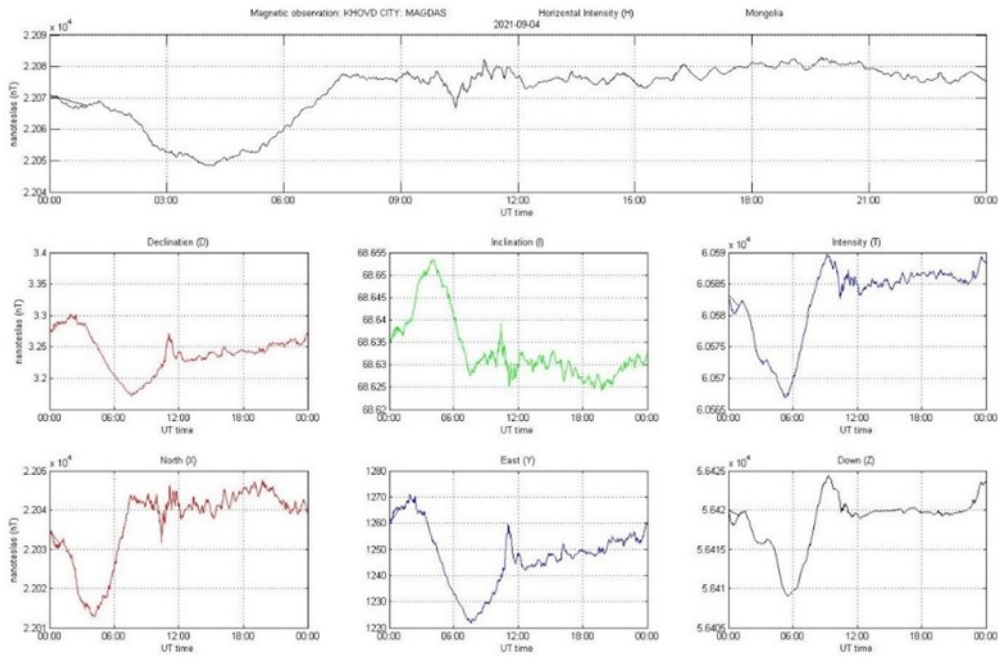 Magnetic observation: KHOVD CITY: MAGDAS Horizontal Intensity (H) Mongolia
2021-09-04
x 10⁴
2.209
2.208
2.207
2.206
2.205
2.204
nanoteslas (nT)
00:00 03:00 06:00 09:00 12:00 15:00 18:00 21:00 00:00
UT time
Declination (D)
3.4
3.35
3.3
3.25
3.2
nanoteslas (nT)
00:00 06:00 12:00 18:00 00:00
UT time
Inclination (I)
68.655
68.65
68.645
68.64
68.635
68.63
68.625
68.62
00:00 06:00 12:00 18:00 00:00
UT time
Intensity (T)
x 10⁴
6.059
6.0585
6.058
6.0575
6.057
6.0565
00:00 06:00 12:00 18:00 00:00
UT time
North (X)
x 10⁴
2.205
2.204
2.203
2.202
2.201
nanoteslas (nT)
00:00 06:00 12:00 18:00 00:00
UT time
East (Y)
1280
1270
1260
1250
1240
1230
1220
00:00 06:00 12:00 18:00 00:00
UT time
Down (Z)
x 10⁴
5.6425
5.642
5.6415
5.641
5.6405
00:00 06:00 12:00 18:00 00:00
UT time